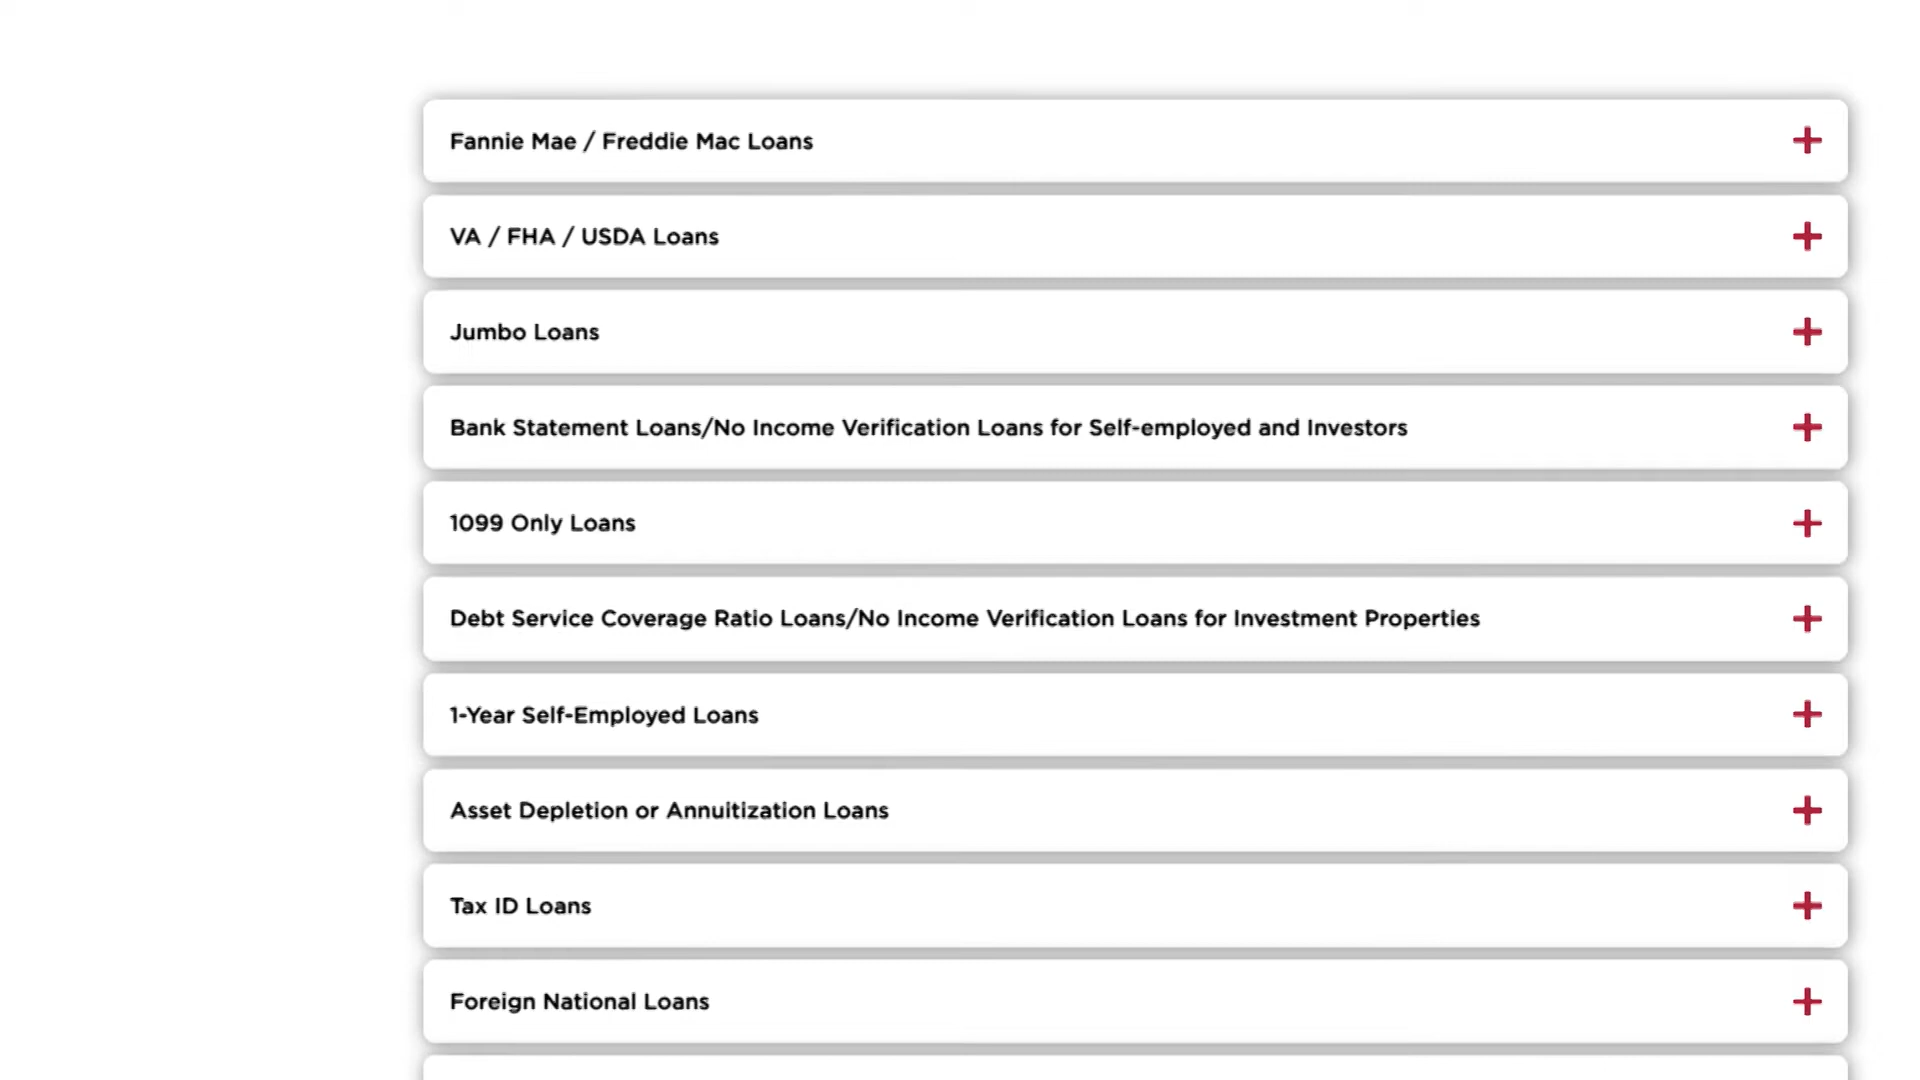 Fannie Mae / Freddie Mac Loans
VA / FHA / USDA Loans
Jumbo Loans
Bank Statement Loans/No Income Verification Loans for Self-employed and Investors
1099 Only Loans
Debt Service Coverage Ratio Loans/No Income Verification Loans for Investment Properties
1-Year Self-Employed Loans
Asset Depletion or Annuitization Loans
Tax ID Loans
Foreign National Loans